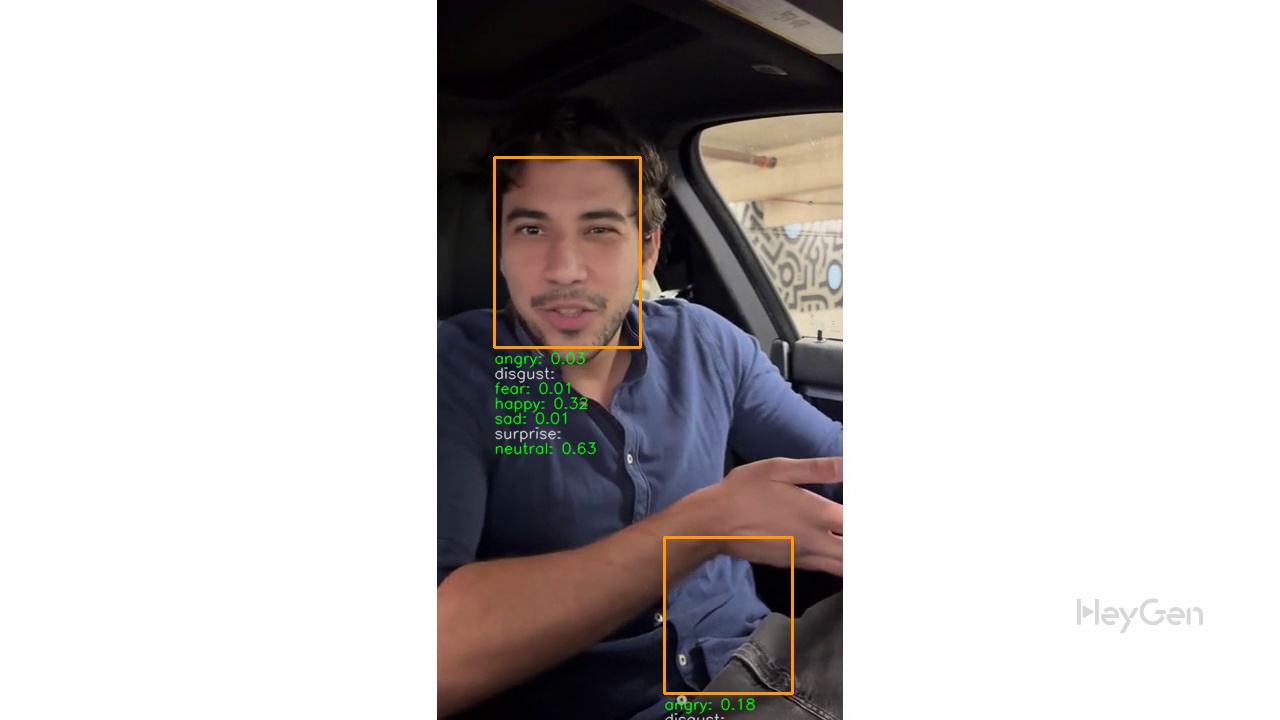 angry: 0.03
disgust:
fear: 0.01
happy: 0.32
sad: 0.01
surprise:
neutral: 0.63
HeyGen
angry: 0.18
disgust: